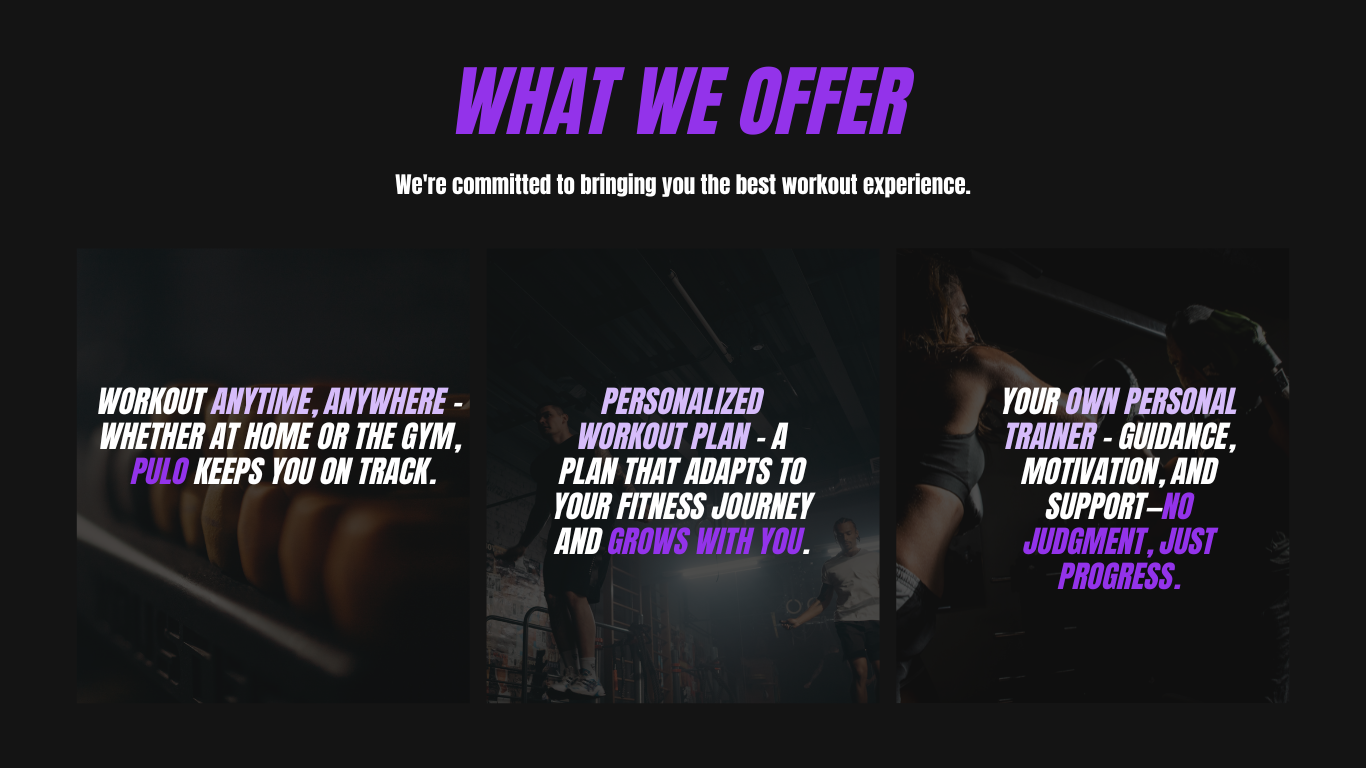 WHAT WE OFFER
We're committed to bringing you the best workout experience.
WORKOUT ANYTIME, ANYWHERE -
WHETHER AT HOME OR THE GYM,
PULO KEEPS YOU ON TRACK.
PERSONALIZED
WORKOUT PLAN - A
PLAN THAT ADAPTS TO
YOUR FITNESS JOURNEY
AND GROWS WITH YOU.
YOUR OWN PERSONAL
TRAINER - GUIDANCE,
MOTIVATION, AND
SUPPORT—NO
JUDGMENT, JUST
PROGRESS.